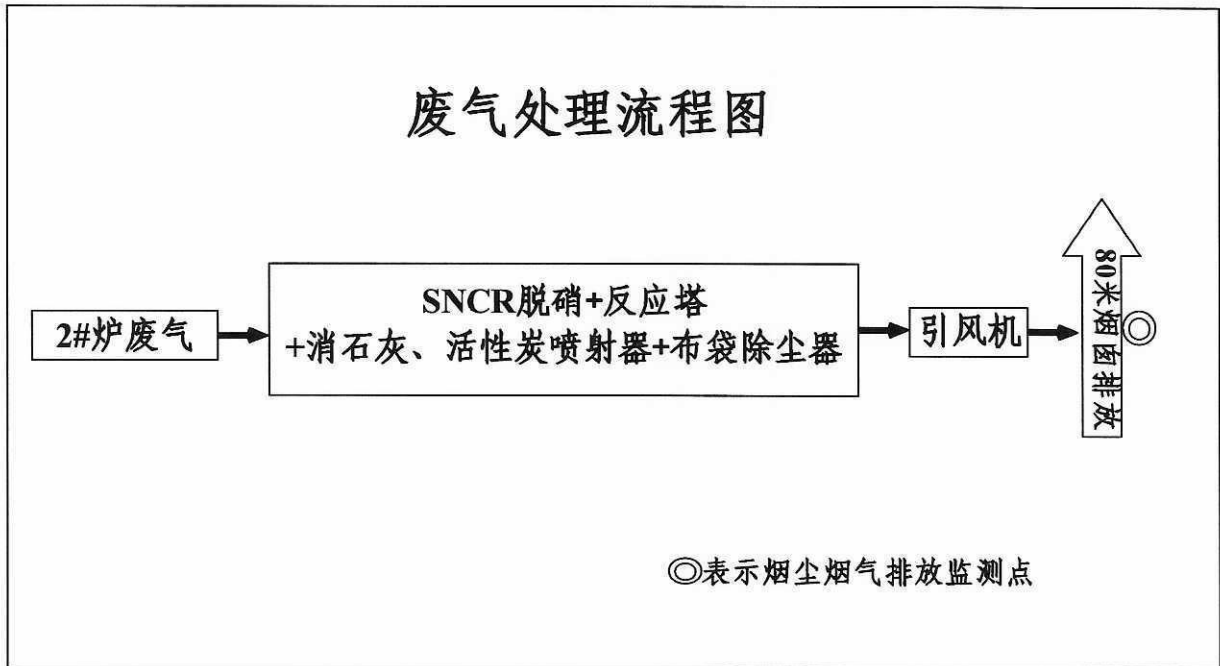 废气处理流程图
2#炉废气
SNCR脱硝+反应塔
+消石灰、活性炭喷射器+布袋除尘器
引风机
80米烟囱排放
◎表示烟尘烟气排放监测点